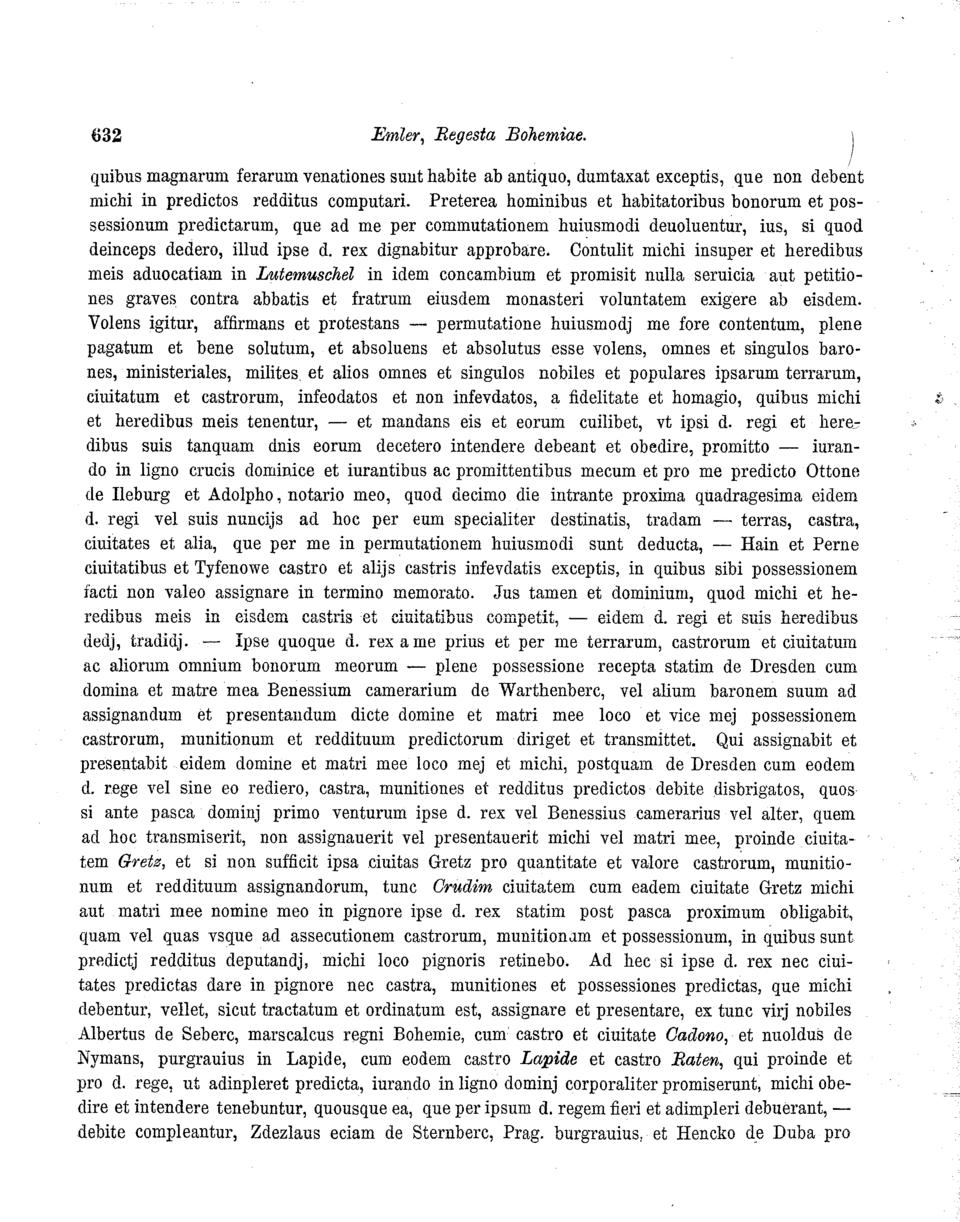 632 Emler, Regesta Bohemiae.
quibus magnarum ferarum venationes sunt habite ab antiquo, dumtaxat exceptis, que non debent
michi in predictos redditus computari. Preterea hominibus et habitatoribus bonorum et pos-
sessionum predictarum, que ad me per commutationem huiusmodi deuoluentur, ius, si quod
deinceps dedero, illud ipse d. rex dignabitur approbare. Contulit michi insuper et heredibus
meis aduocatiam in Lutemuschel in idem concambium et promisit nulla seruicia aut petitio-
nes graves contra abbatis et fratrum eiusdem monasteri voluntatem exigere ab eisdem.
Volens igitur, affirmans et protestans — permutatione huiusmodj me fore contentum, plene
pagatum et bene solutum, et absoluens et absolutus esse volens, omnes et singulos baro-
nes, ministeriales, milites et alios omnes et singulos nobiles et populares ipsarum terrarum,
ciuitatum et castrorum, infeodatos et non infevdatos, a fidelitate et homagio, quibus michi
et heredibus meis tenentur, — et mandans eis et eorum cuilibet, vt ipsi d. regi et here-
dibus suis tanquam dnis eorum decetero intendere debeant et obedire, promitto — iuran-
do in ligno crucis dominice et iurantibus ac promittentibus mecum et pro me predicto Ottone
de Ileburg et Adolpho, notario meo, quod decimo die intrante proxima quadragesima eidem
d. regi vel suis nuncijs ad hoc per eum specialiter destinatis, tradam — terras, castra,
ciuitates et alia, que per me in permutationem huiusmodi sunt deducta, — Hain et Perne
ciuitatibus et Tyfenowe castro et alijs castris infevdatis exceptis, in quibus sibi possessionem
facti non valeo assignare in termino memorato. Jus tamen et dominium, quod michi et he-
redibus meis in eisdem castris et ciuitatibus competit, — eidem d. regi et suis heredibus
dedj, tradidj. — Ipse quoque d. rex a me prius et per me terrarum, castrorum et ciuitatum
ac aliorum omnium bonorum meorum — plene possessione recepta statim de Dresden cum
domina et matre mea Benessium camerarium de Warthenberc, vel alium baronem suum ad
assignandum et presentandum dicte domine et matri mee loco et vice mej possessionem
castrorum, munitionum et reddituum predictorum diriget et transmittet. Qui assignabit et
presentabit eidem domine et matri mee loco mej et michi, postquam de Dresden cum eodem
d. rege vel sine eo rediero, castra, munitiones et redditus predictos debite disbrigatos, quos
si ante pasca dominj primo venturum ipse d. rex vel Benessius camerarius vel alter, quem
ad hoc transmiserit, non assignauerit vel presentauerit michi vel matri mee, proinde ciuita-
tem Gretz, et si non sufficit ipsa ciuitas Gretz pro quantitate et valore castrorum, munitio-
num et reddituum assignandorum, tunc Crudim ciuitatem cum eadem ciuitate Gretz michi
aut matri mee nomine meo in pignore ipse d. rex statim post pasca proximum obligabit,
quam vel quas vsque ad assecutionem castrorum, munitionam et possessionum, in quibus sunt
predictj redditus deputandj, michi loco pignoris retinebo. Ad hec si ipse d. rex nec ciui-
tates predictas dare in pignore nec castra, munitiones et possessiones predictas, que michi
debentur, vellet, sicut tractatum et ordinatum est, assignare et presentare, ex tunc virj nobiles
Albertus de Seberc, marscalcus regni Bohemie, cum castro et ciuitate Cadono, et nuoldus de
Nymans, purgrauius in Lapide, cum eodem castro Lapide et castro Raten, qui proinde et
pro d. rege, ut adinpleret predicta, iurando in ligno dominj corporaliter promiserunt, michi obe-
dire et intendere tenebuntur, quousque ea, que per ipsum d. regem fieri et adimpleri debuerant, —
debite compleantur, Zdezlaus eciam de Sternberc, Prag. burgrauius, et Hencko de Duba pro